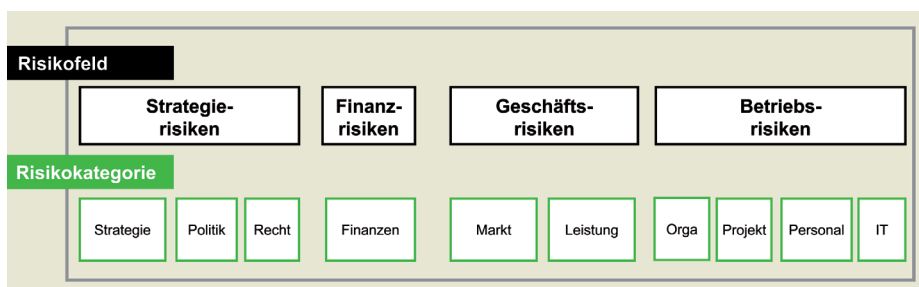 Risikofeld
Strategie-
risiken
Finanz-
risiken
Geschäfts-
risiken
Betriebs-
risiken
Risikokategorie
Strategie
Politik
Recht
Finanzen
Markt
Leistung
Orga
Projekt
Personal
IT